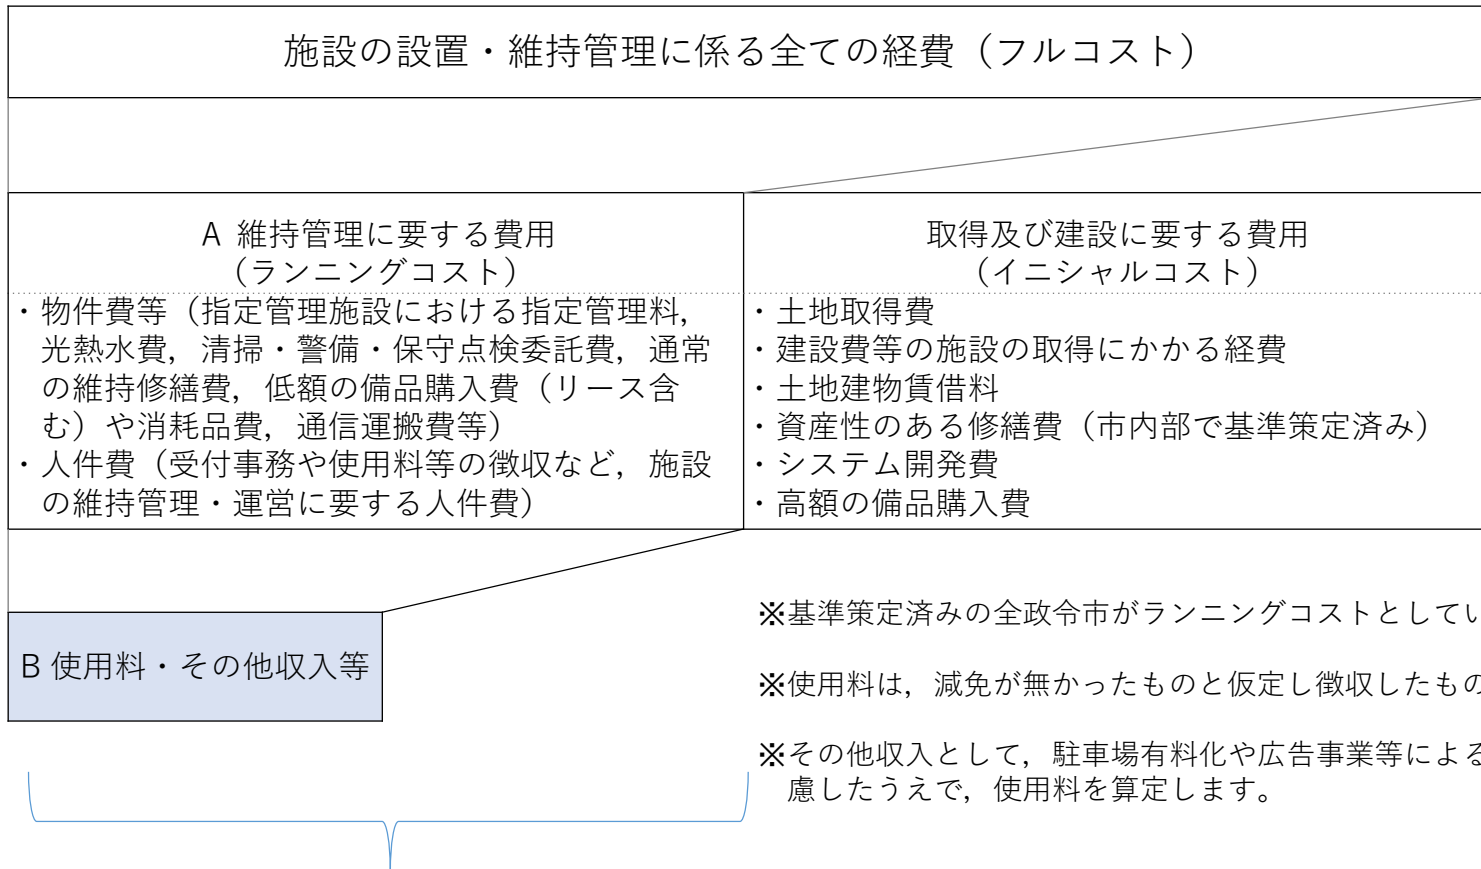 施設の設置・維持管理に係る全ての経費（フルコスト）
A 維持管理に要する費用
（ランニングコスト）
・物件費等（指定管理施設における指定管理料，
光熱水費，清掃・警備・保守点検委託費，通常
の維持修繕費，低額の備品購入費（リース含
む）や消耗品費，通信運搬費等）
・人件費（受付事務や使用料等の徴収など，施設
の維持管理・運営に要する人件費）
取得及び建設に要する費用
（イニシャルコスト）
・土地取得費
・建設費等の施設の取得にかかる経費
・土地建物賃借料
・資産性のある修繕費（市内部で基準策定済み）
・システム開発費
・高額の備品購入費
B 使用料・その他収入等
※基準策定済みの全政令市がランニングコストとしてい
※使用料は，減免が無かったものと仮定し徴収したもの
※その他収入として，駐車場有料化や広告事業等による
慮したうえで，使用料を算定します。